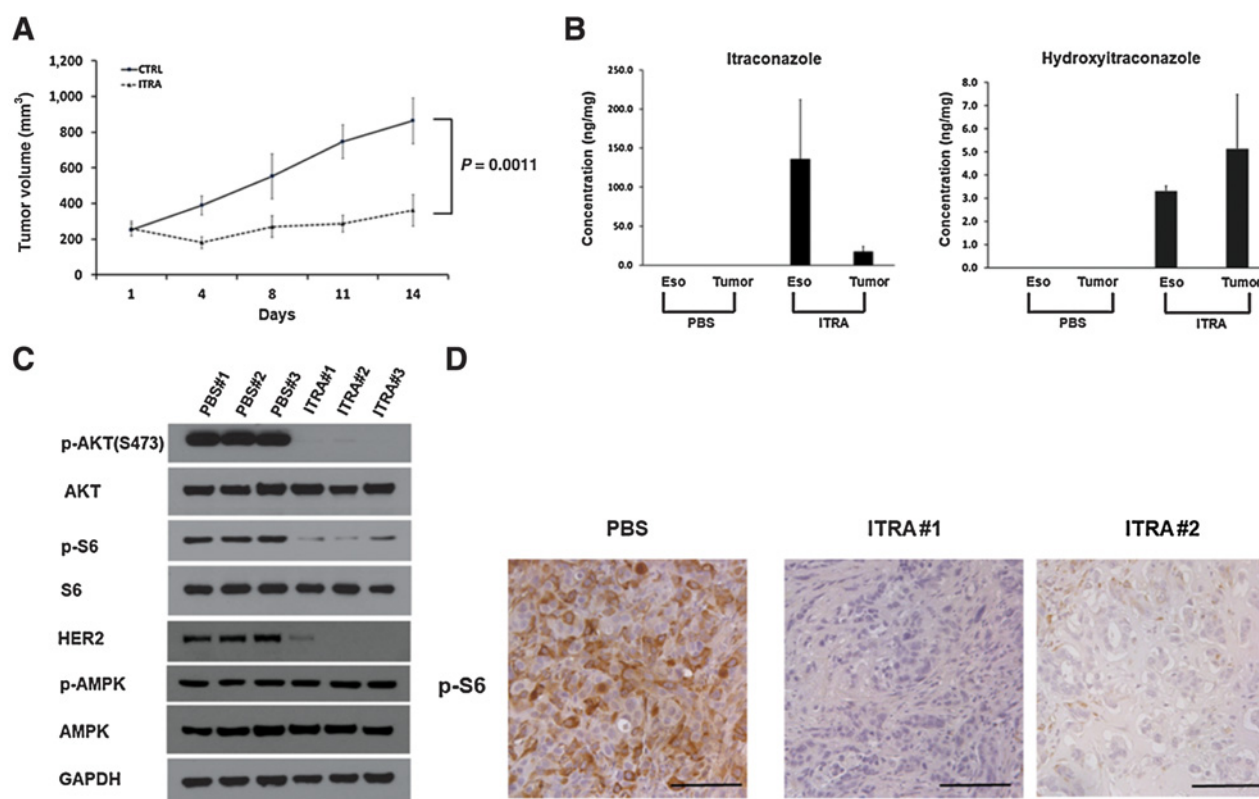 A
Tumor volume (mm³)
1,200
1,000
800
600
400
200
0
CTRL
ITRA
P = 0.0011
1 4 8 11 14
Days
B
Itraconazole
Concentration (ng/mg)
250.0
200.0
150.0
100.0
50.0
0.0
Eso Tumor Eso Tumor
PBS ITRA
Hydroxyitraconazole
Concentration (ng/mg)
8.0
7.0
6.0
5.0
4.0
3.0
2.0
1.0
0.0
Eso Tumor Eso Tumor
PBS ITRA
C
PBS#1 PBS#2 PBS#3 ITRA#1 ITRA#2 ITRA#3
p-AKT(S473)
AKT
p-S6
S6
HER2
p-AMPK
AMPK
GAPDH
D
PBS ITRA#1 ITRA#2
p-S6